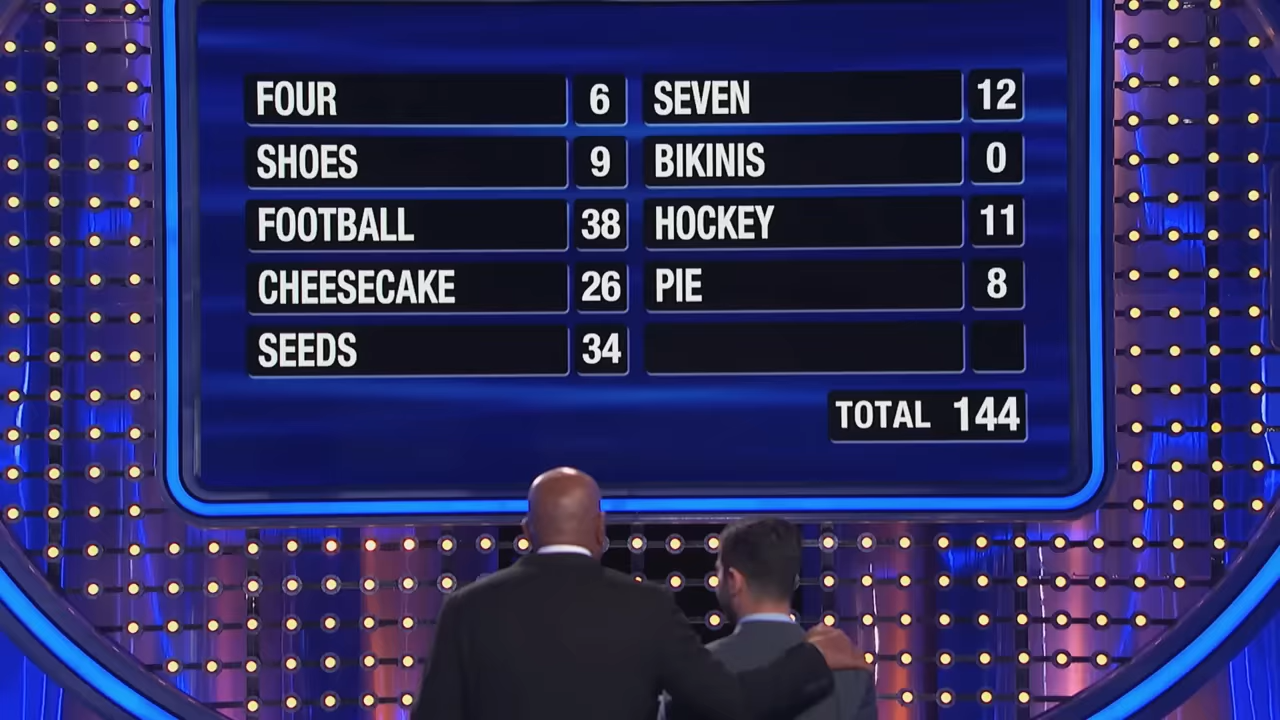 FOUR 6 SEVEN 12
SHOES 9 BIKINIS 0
FOOTBALL 38 HOCKEY 11
CHEESECAKE 26 PIE 8
SEEDS 34
TOTAL 144